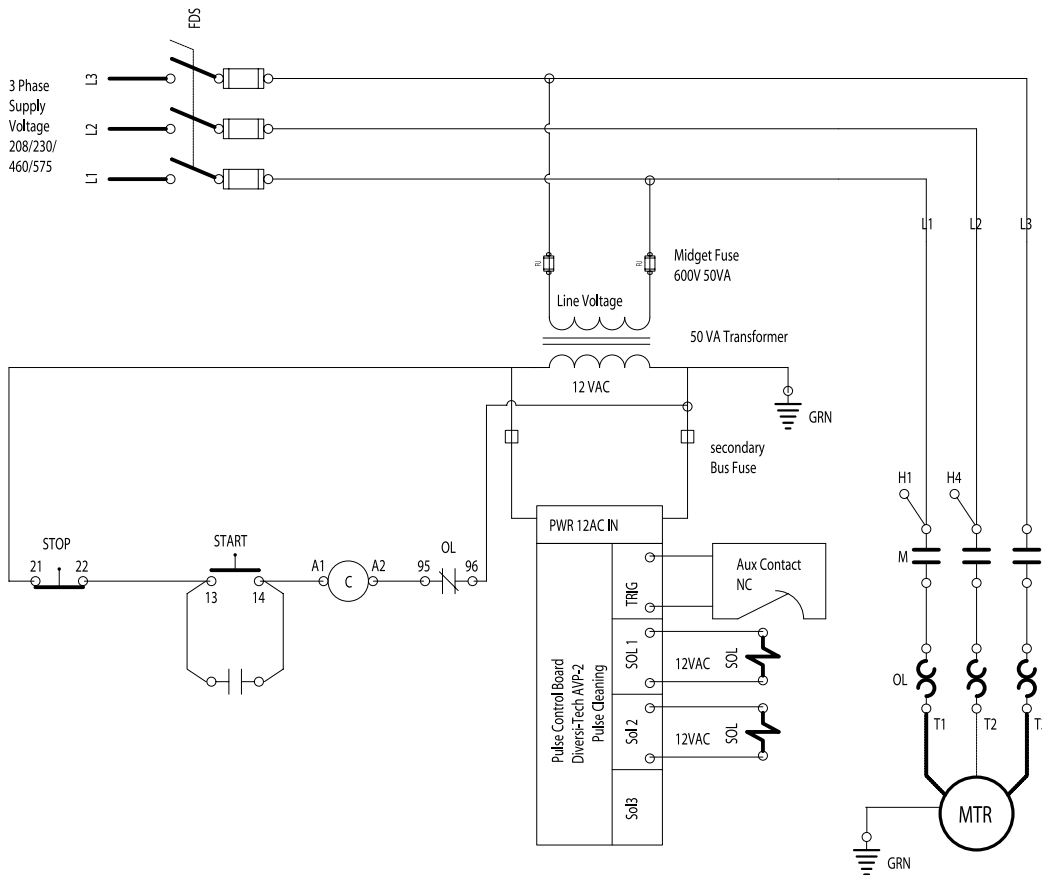 FDS
3 Phase
Supply
Voltage
208/230/
460/575
L3
L2
L1
L1
L2
L3
FU
FU
Midget Fuse
600V 50VA
Line Voltage
50 VA Transformer
12 VAC
GRN
secondary
Bus Fuse
H1
H4
PWR 12AC IN
STOP
START
OL
21
22
13
14
A1
A2
C
95
96
M
TRIG
Aux Contact
NC
SOL 1
12VAC
SOL
Pulse Control Board
Diversi-Tech AVP-2
Pulse Cleaning
Sol 2
12VAC
SOL
Sol3
OL
T1
T2
MTR
GRN